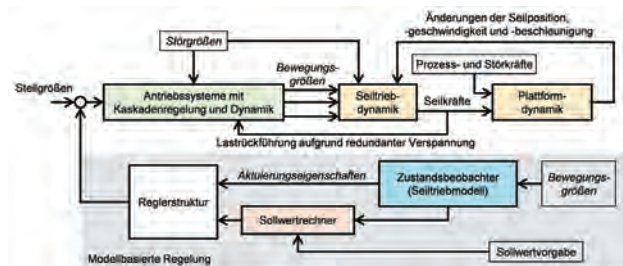 Änderungen der Seilposition,
-geschwindigkeit und -beschleunigung
Störgrößen
Bewegungs-
größen
Prozess- und Störkräfte
Stellgrößen
Antriebssysteme mit
Kaskadenregelung und Dynamik
Seiltrieb-
dynamik
Seilkräfte
Plattform-
dynamik
Lastrückführung aufgrund redundanter Verspannung
Aktuierungseigenschaften
Zustandsbeobachter
(Seiltriebmodell)
Bewegungs-
größen
Reglerstruktur
Sollwertrechner
Sollwertvorgabe
Modellbasierte Regelung